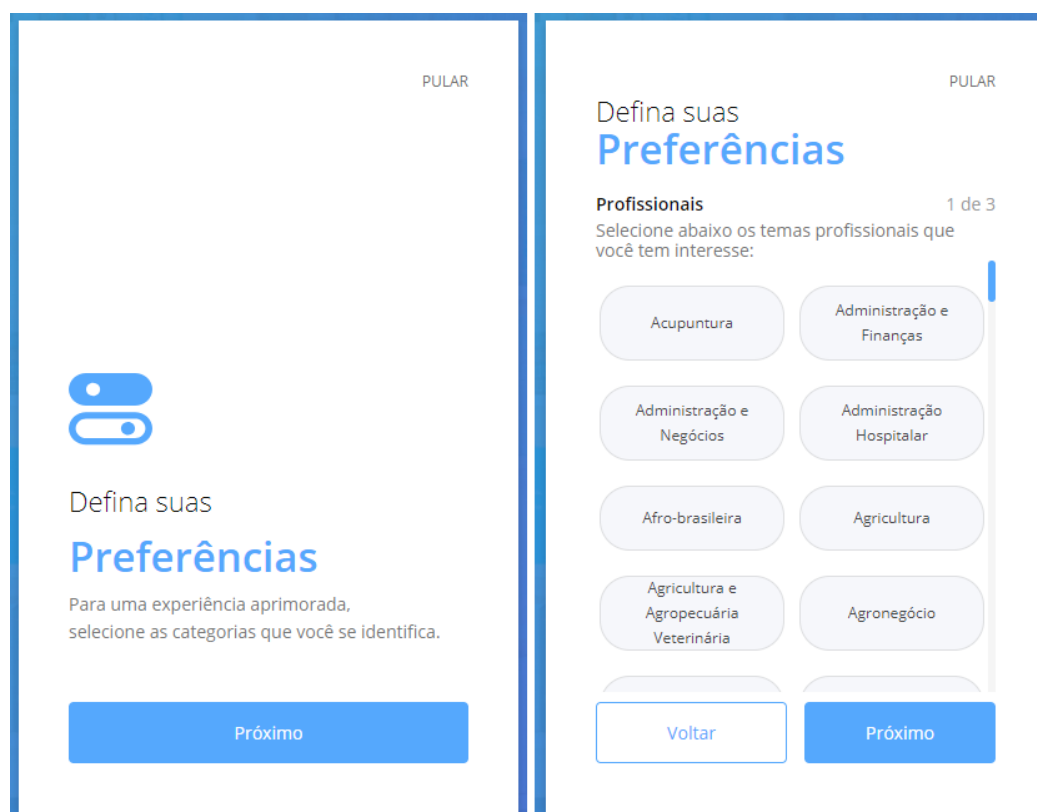 PULAR
Defina suas
Preferências
Para uma experiência aprimorada,
selecione as categorias que você se identifica.
Próximo
PULAR
Defina suas
Preferências
Profissionais
1 de 3
Selecione abaixo os temas profissionais que
você tem interesse:
Acupuntura
Administração e
Finanças
Administração e
Negócios
Administração
Hospitalar
Afro-brasileira
Agricultura
Agricultura e
Agropecuária
Veterinária
Agronegócio
Voltar
Próximo